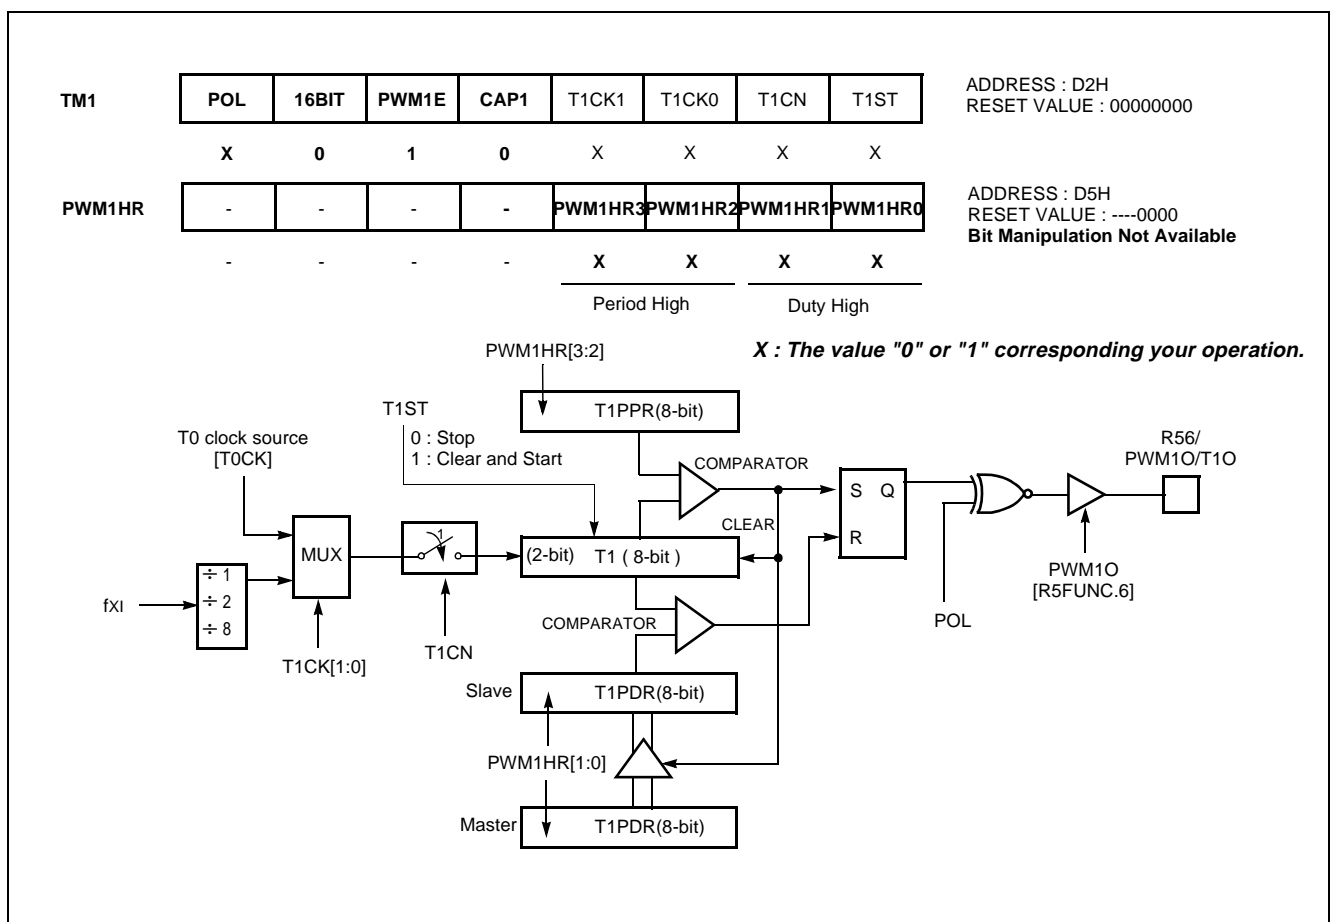 TM1 POL 16BIT PWM1E CAP1 T1CK1 T1CK0 T1CN T1ST
ADDRESS : D2H
RESET VALUE : 00000000
X 0 1 0 X X X X
PWM1HR - - - - PWM1HR3 PWM1HR2 PWM1HR1 PWM1HR0
ADDRESS : D5H
RESET VALUE : ----0000
Bit Manipulation Not Available
- - - - X X X X
Period High Duty High
X : The value "0" or "1" corresponding your operation.
PWM1HR[3:2]
T1PPR(8-bit)
T1ST
0 : Stop
1 : Clear and Start
T0 clock source
[T0CK]
COMPARATOR
R56/
PWM1O/T1O
S Q
R
CLEAR
MUX
1
(2-bit) T1 ( 8-bit )
÷ 1
÷ 2
÷ 8
fXI
T1CK[1:0]
T1CN
COMPARATOR
POL
PWM1O
[R5FUNC.6]
Slave
T1PDR(8-bit)
PWM1HR[1:0]
Master
T1PDR(8-bit)